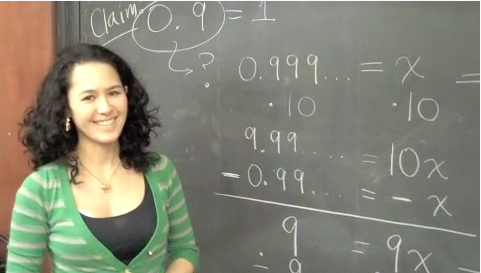 Claim: 0.9 = 1
? 0.999... = x
·10 ·10
9.99..... = 10x
-0.99.... = - x
9 = 9x